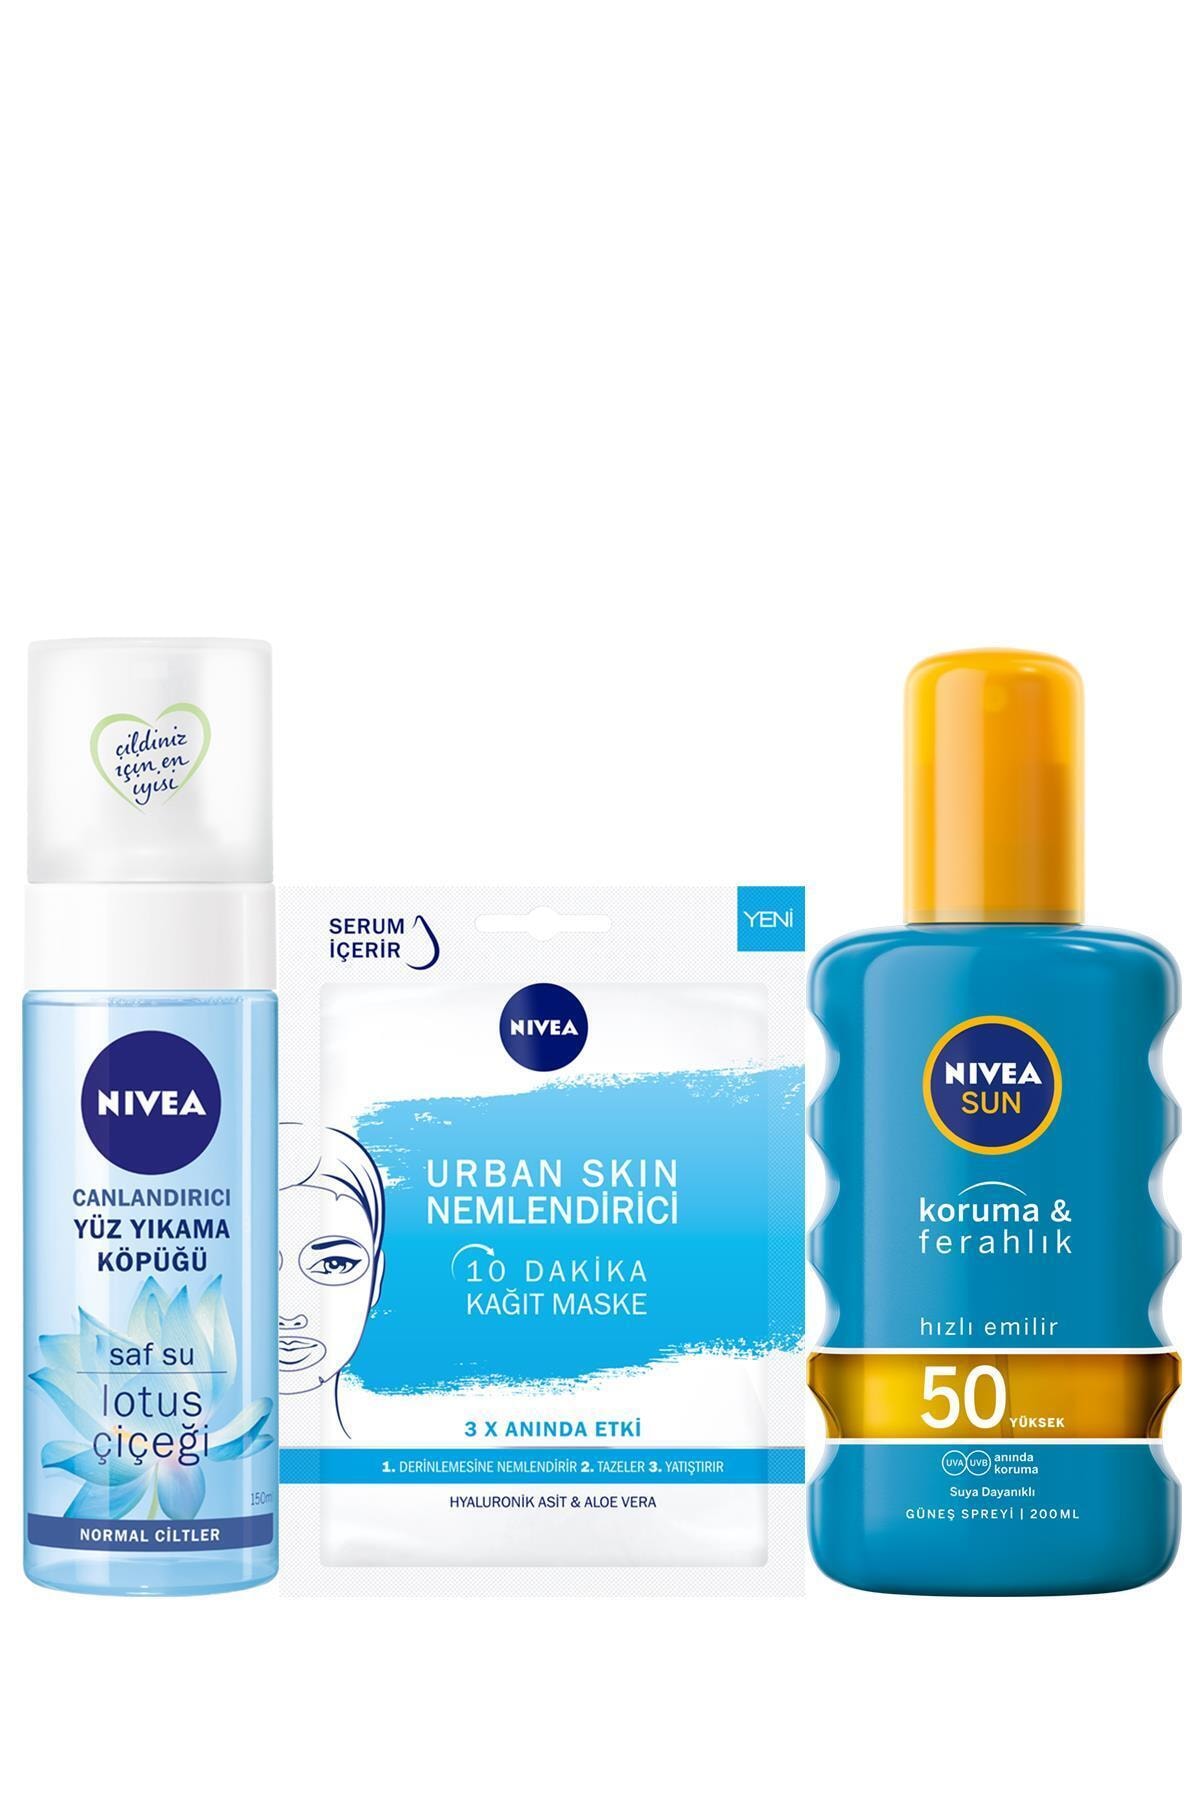 çildiniz
için en
iyisi
NIVEA
CANLANDIRICI
YÜZ YIKAMA
KÖPÜĞÜ
saf su
lotus
çiçeği
150ml
NORMAL CİLTLER
SERUM
İÇERİR
YENİ
NIVEA
URBAN SKIN
NEMLENDİRİCİ
10 DAKİKA
KAĞIT MASKE
3 X ANINDA ETKİ
1. DERİNLEMESİNE NEMLENDİRİR 2. TAZELER 3. YATIŞTIRIR
HYALURONİK ASİT & ALOE VERA
NIVEA
SUN
koruma &
ferahlık
hızlı emilir
50 YÜKSEK
UVA UVB anında
koruma
Suya Dayanıklı
GÜNEŞ SPREYİ | 200ML